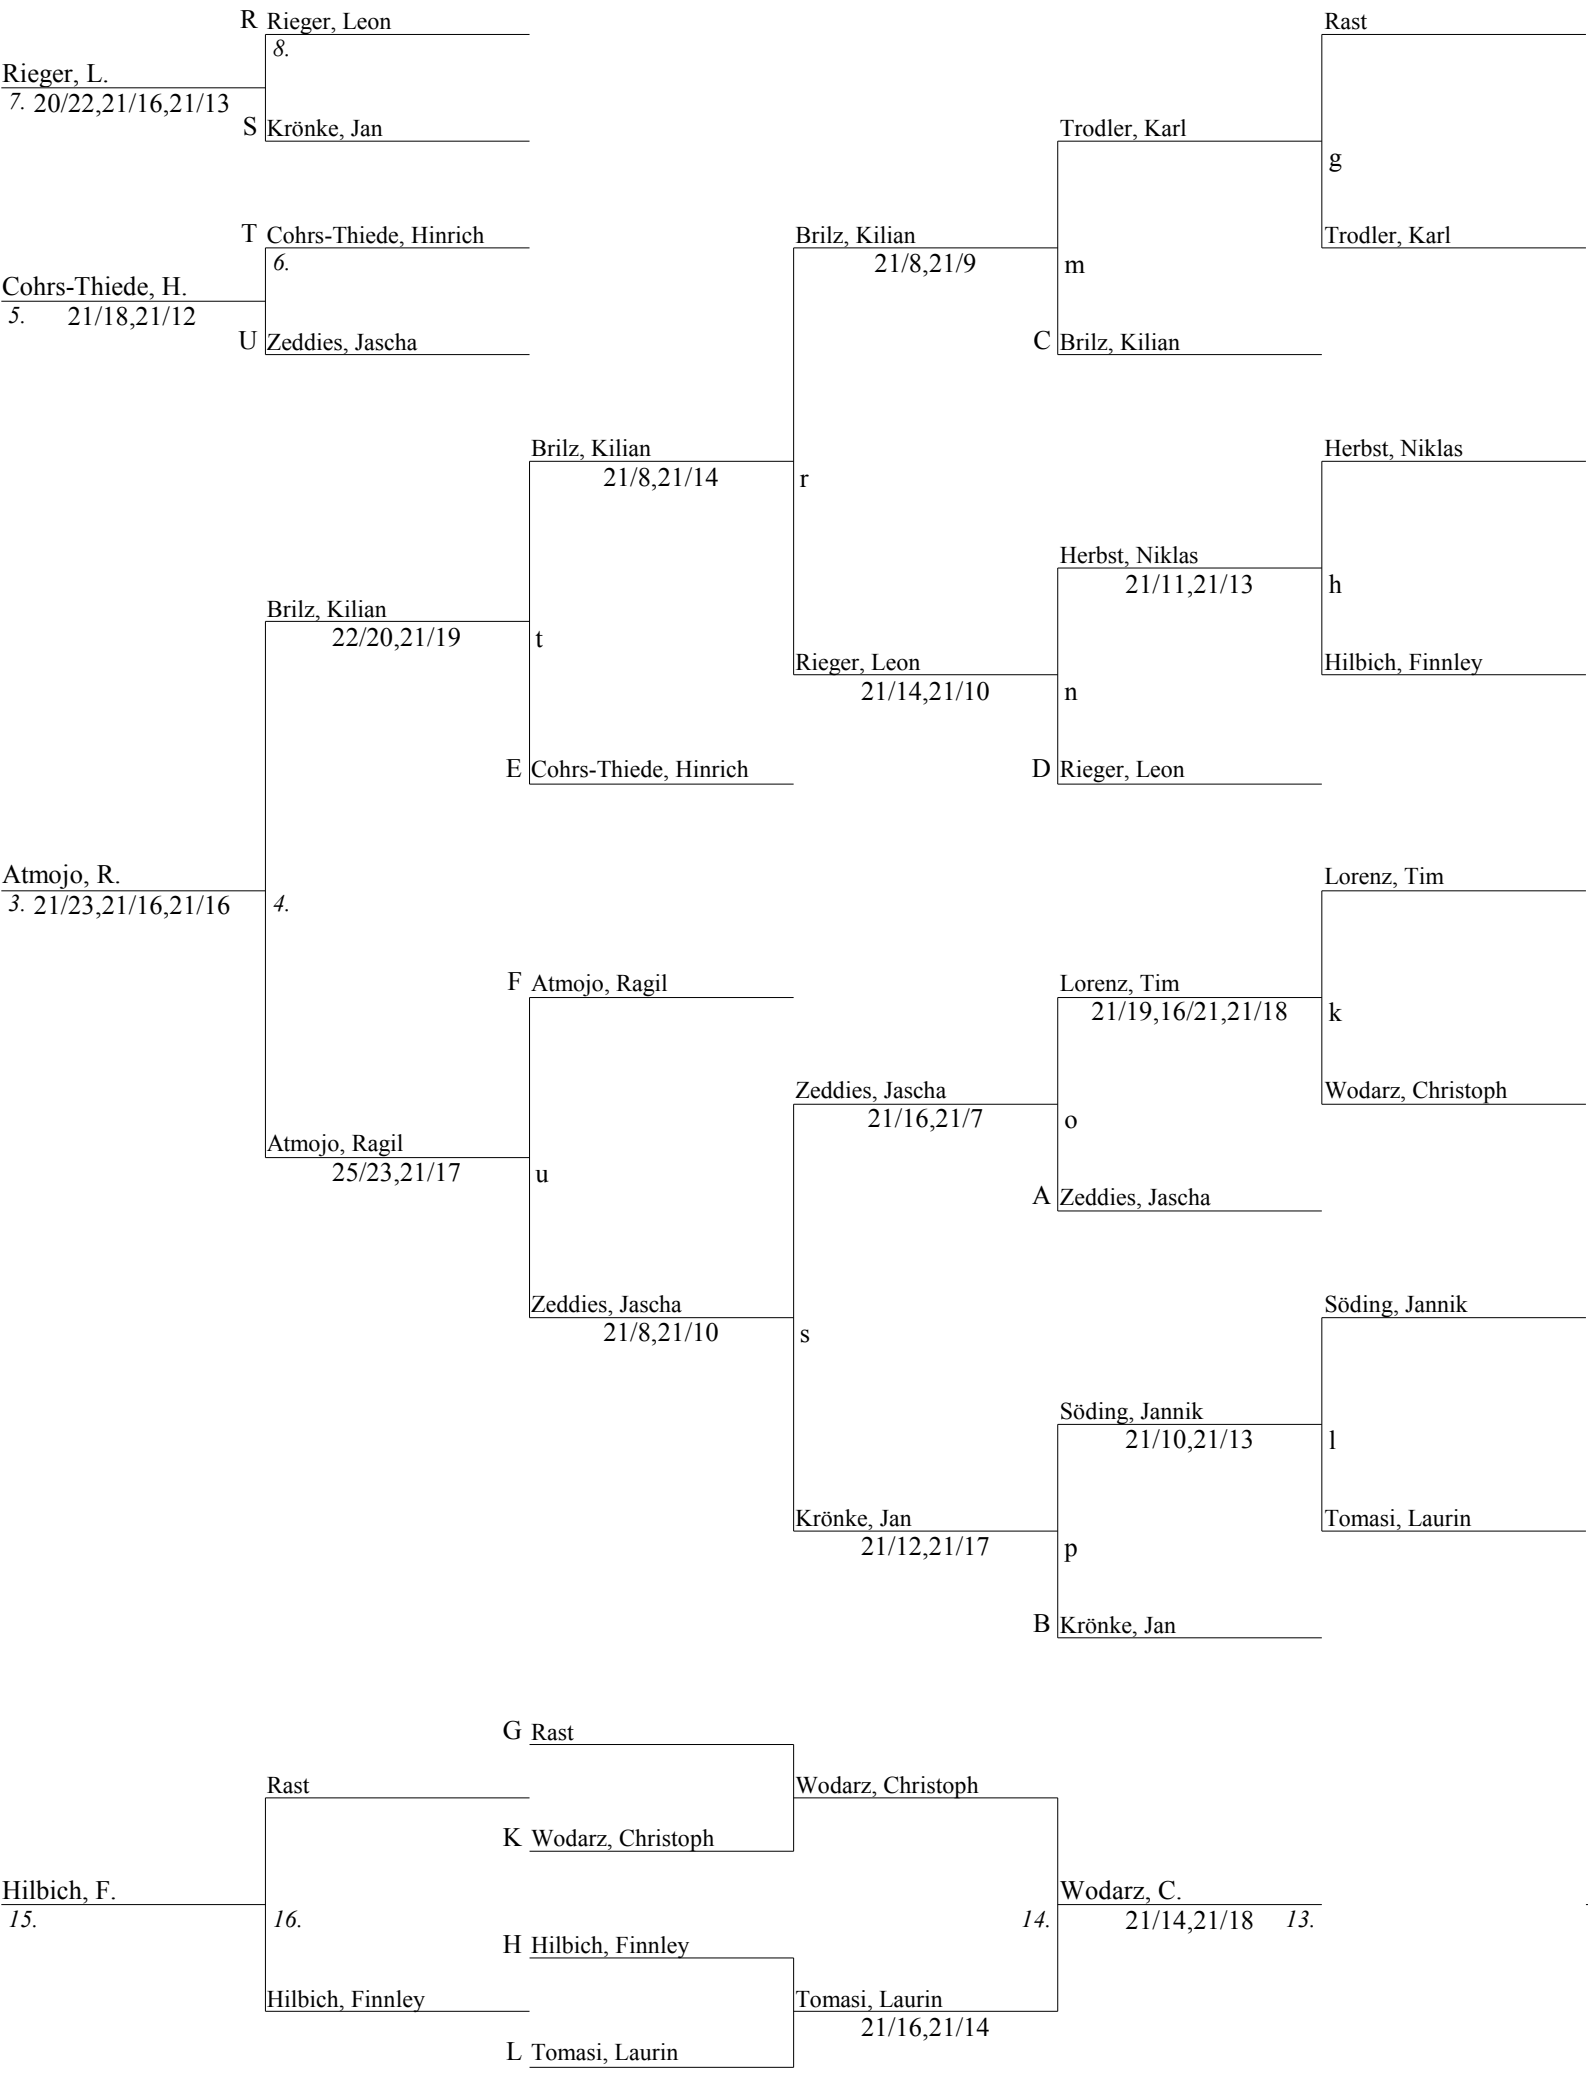 R Rieger, Leon
Rast
8.
Rieger, L.
7. 20/22,21/16,21/13
S Krönke, Jan
Trodler, Karl
g
T Cohrs-Thiede, Hinrich
Brilz, Kilian
Trodler, Karl
6.
21/8,21/9
m
Cohrs-Thiede, H.
5. 21/18,21/12
U Zeddies, Jascha
C Brilz, Kilian
Brilz, Kilian
Herbst, Niklas
21/8,21/14
r
Herbst, Niklas
21/11,21/13
h
Brilz, Kilian
22/20,21/19
t
Rieger, Leon
Hilbich, Finnley
21/14,21/10
n
E Cohrs-Thiede, Hinrich
D Rieger, Leon
Atmojo, R.
Lorenz, Tim
3. 21/23,21/16,21/16
4.
F Atmojo, Ragil
Lorenz, Tim
21/19,16/21,21/18
k
Zeddies, Jascha
Wodarz, Christoph
21/16,21/7
o
Atmojo, Ragil
25/23,21/17
u
A Zeddies, Jascha
Zeddies, Jascha
Söding, Jannik
21/8,21/10
s
Söding, Jannik
21/10,21/13
l
Krönke, Jan
Tomasi, Laurin
21/12,21/17
p
B Krönke, Jan
G Rast
Rast
Wodarz, Christoph
K Wodarz, Christoph
Hilbich, F.
Wodarz, C.
15.
16.
14.
21/14,21/18 13.
H Hilbich, Finnley
Hilbich, Finnley
Tomasi, Laurin
21/16,21/14
L Tomasi, Laurin